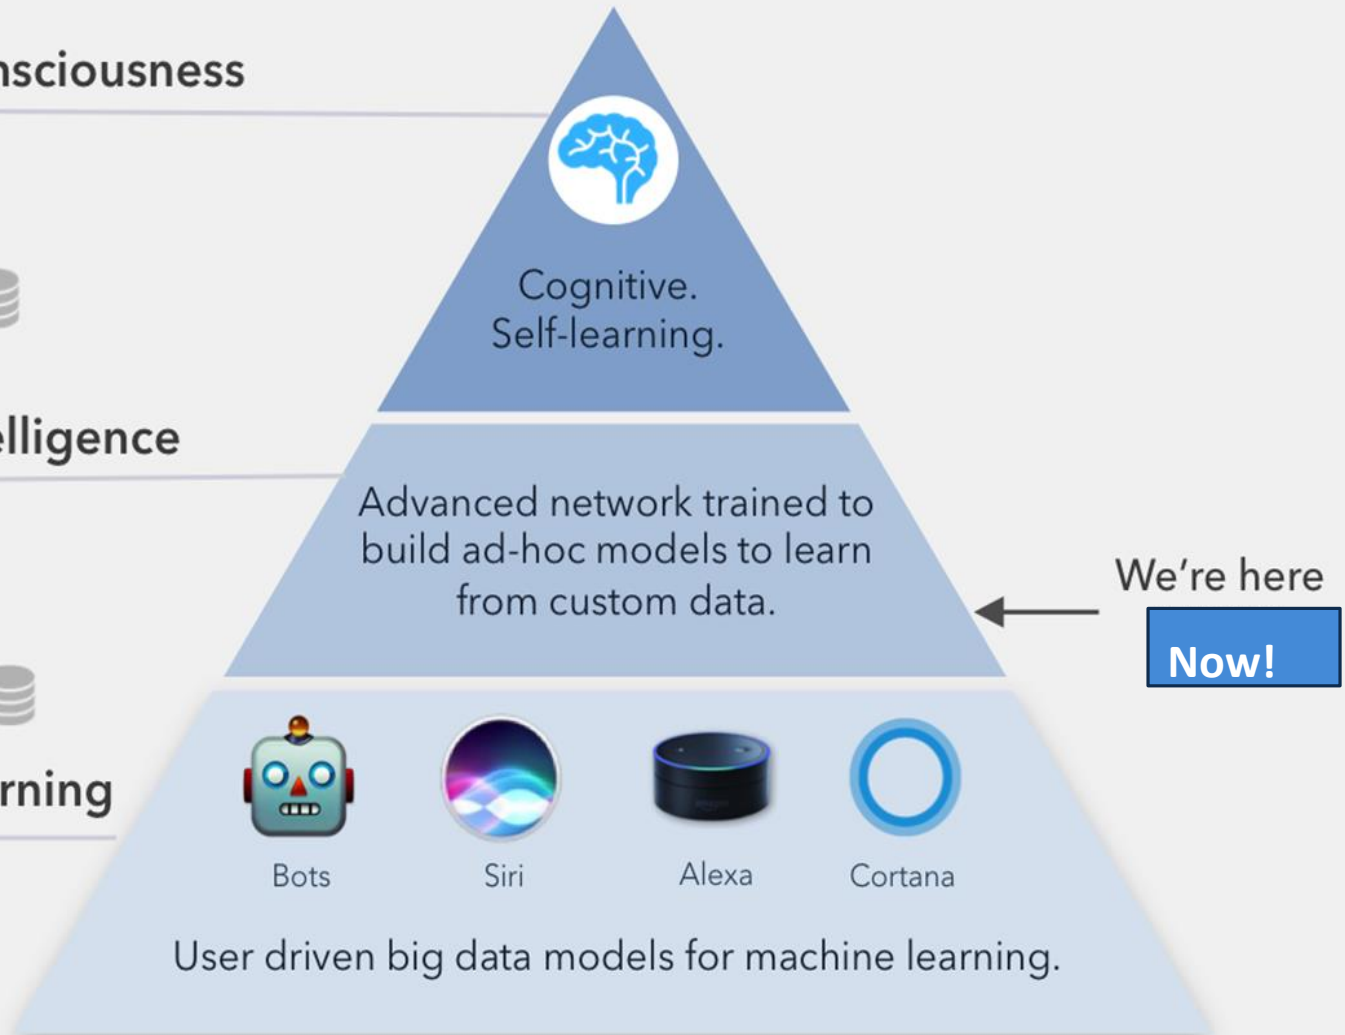 nsciousness
Cognitive.
Self-learning.
elligence
Advanced network trained to
build ad-hoc models to learn
from custom data.
We're here
Now!
rning
Bots
Siri
Alexa
Cortana
User driven big data models for machine learning.